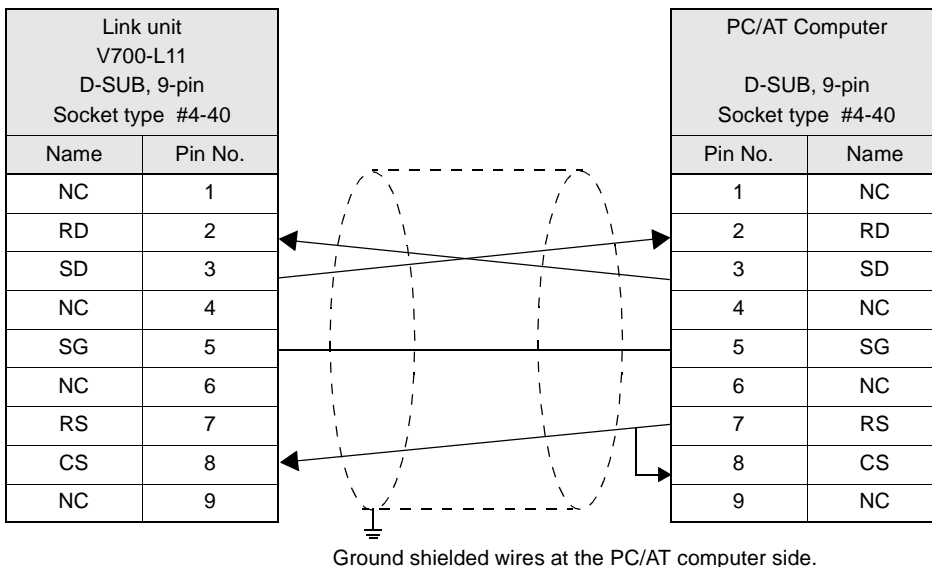 Link unit
V700-L11
D-SUB, 9-pin
Socket type #4-40
Name Pin No.
NC 1
RD 2
SD 3
NC 4
SG 5
NC 6
RS 7
CS 8
NC 9
PC/AT Computer
D-SUB, 9-pin
Socket type #4-40
Pin No. Name
1 NC
2 RD
3 SD
4 NC
5 SG
6 NC
7 RS
8 CS
9 NC
Ground shielded wires at the PC/AT computer side.